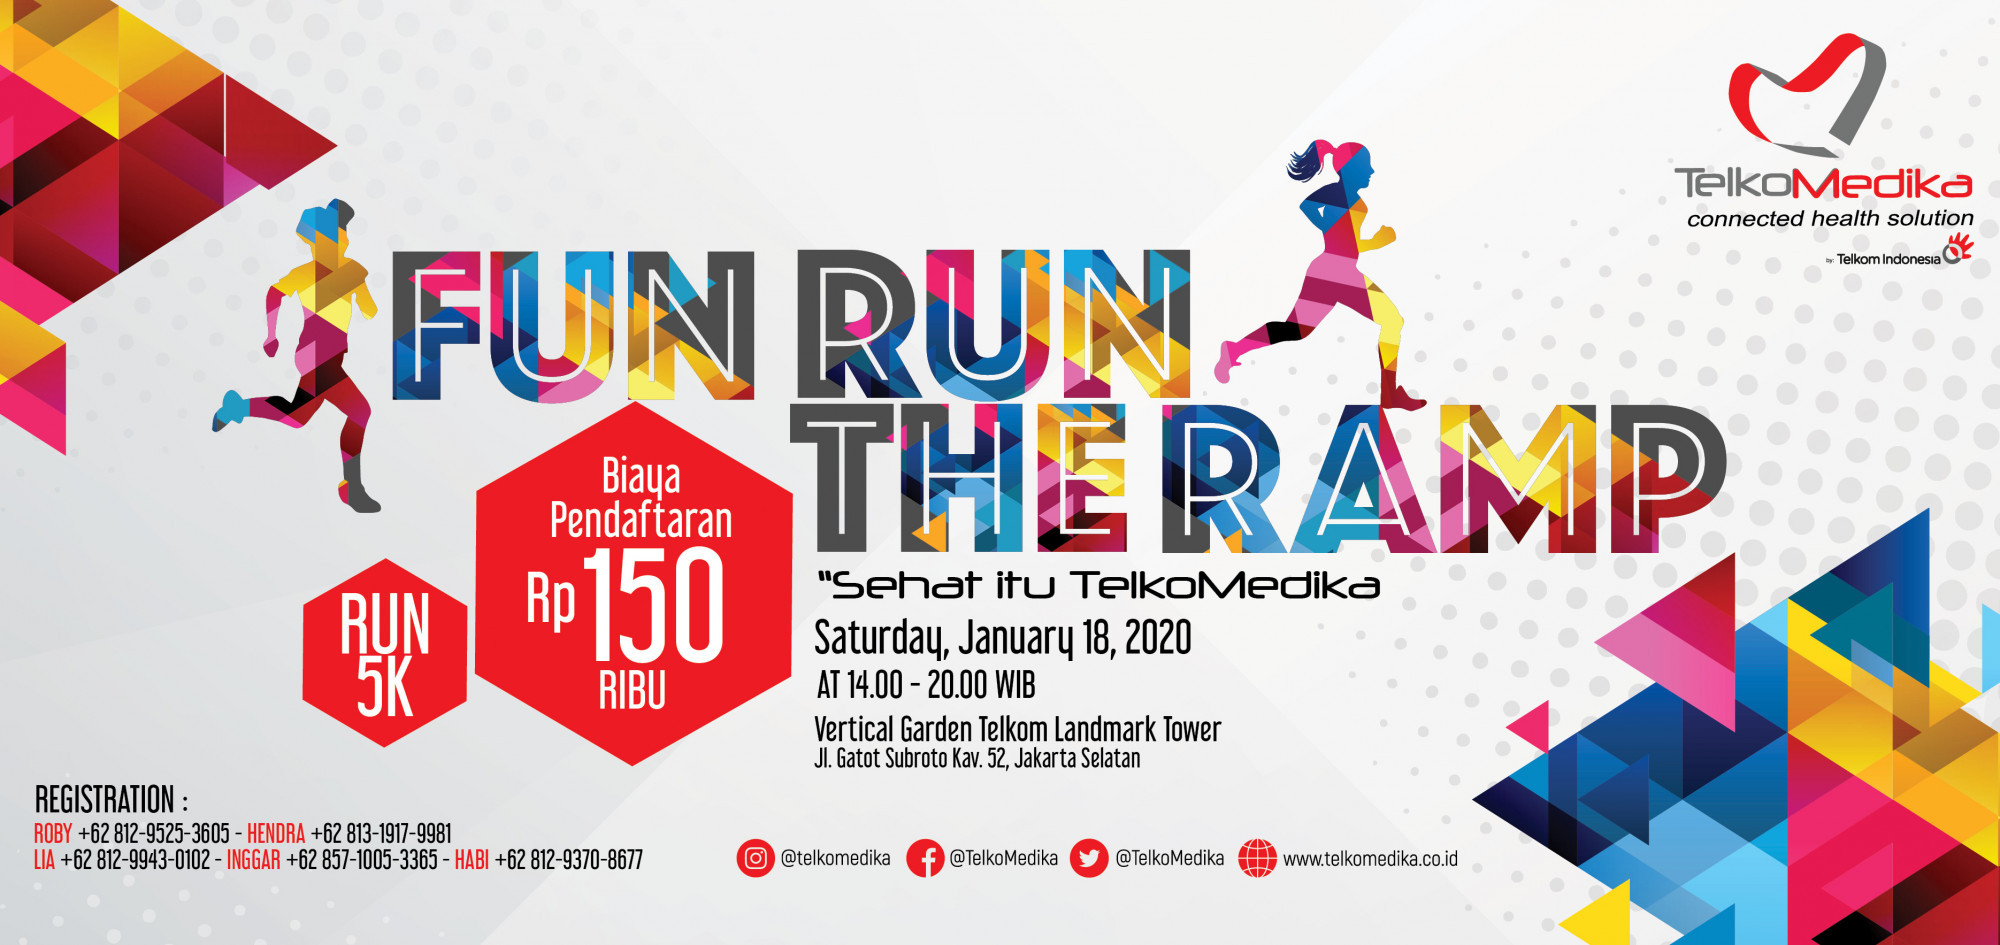 TelkoMedika
connected health solution
by: Telkom Indonesia
FUN RUN
THE RAMP
"Sehat itu TelkoMedika
Saturday, January 18, 2020
AT 14.00 - 20.00 WIB
Vertical Garden Telkom Landmark Tower
Jl. Gatot Subroto Kav. 52, Jakarta Selatan
Biaya
Pendaftaran
Rp 150
RIBU
RUN
5K
REGISTRATION :
ROBY +62 812-9525-3605 - HENDRA +62 813-1917-9981
LIA +62 812-9943-0102 - INGGAR +62 857-1005-3365 - HABI +62 812-9370-8677
@telkomedika @TelkoMedika @TelkoMedika www.telkomedika.co.id